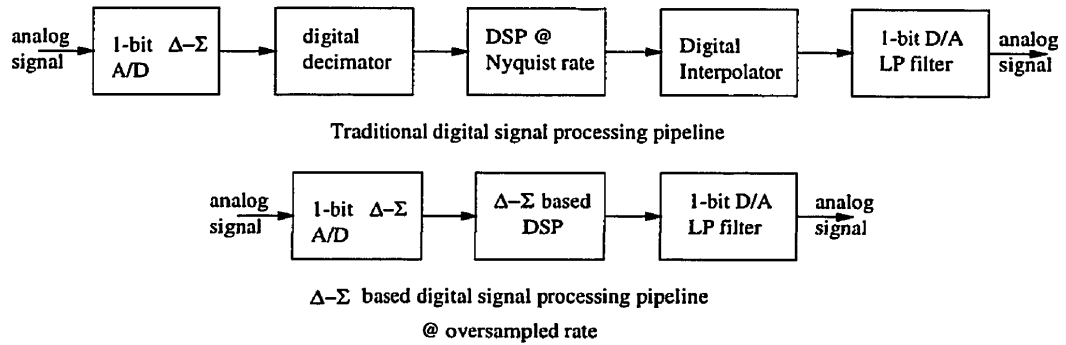 analog
signal
1-bit Δ−Σ
A/D
digital
decimator
DSP @
Nyquist rate
Digital
Interpolator
1-bit D/A
LP filter
analog
signal
Traditional digital signal processing pipeline
analog
signal
1-bit Δ−Σ
A/D
Δ−Σ based
DSP
1-bit D/A
LP filter
analog
signal
Δ−Σ based digital signal processing pipeline
@ oversampled rate